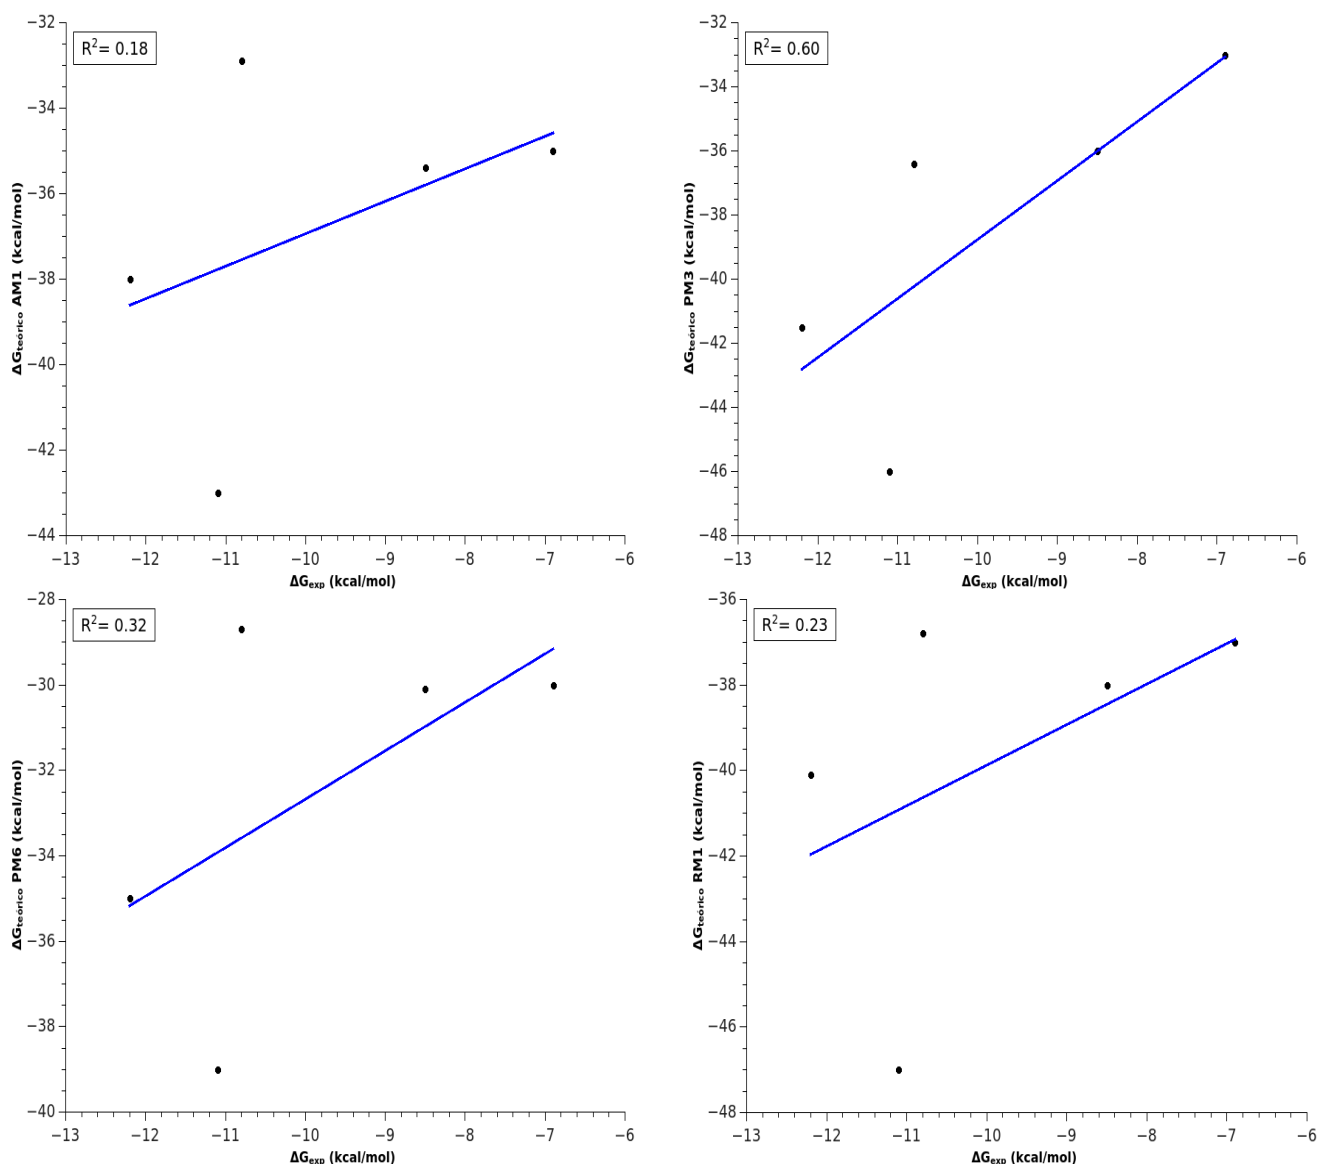 R²= 0.18
−32
−34
−36
−38
−40
−42
−44
ΔGteórico AM1 (kcal/mol)
−13 −12 −11 −10 −9 −8 −7 −6
ΔGexp (kcal/mol)
R²= 0.60
−32
−34
−36
−38
−40
−42
−44
−46
−48
ΔGteórico PM3 (kcal/mol)
−13 −12 −11 −10 −9 −8 −7 −6
ΔGexp (kcal/mol)
R²= 0.32
−28
−30
−32
−34
−36
−38
−40
ΔGteórico PM6 (kcal/mol)
−13 −12 −11 −10 −9 −8 −7 −6
ΔGexp (kcal/mol)
R²= 0.23
−36
−38
−40
−42
−44
−46
−48
ΔGteórico RM1 (kcal/mol)
−13 −12 −11 −10 −9 −8 −7 −6
ΔGexp (kcal/mol)